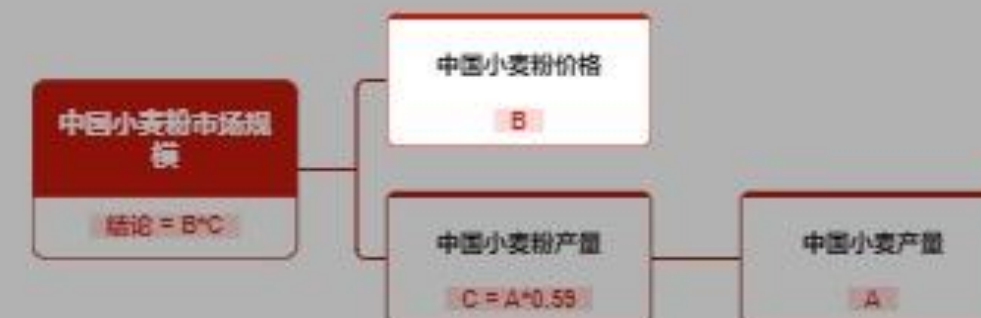 中国小麦粉价格
B
中国小麦粉市场规
模
结论 = B*C
中国小麦粉产量
C = A*0.59
中国小麦产量
A